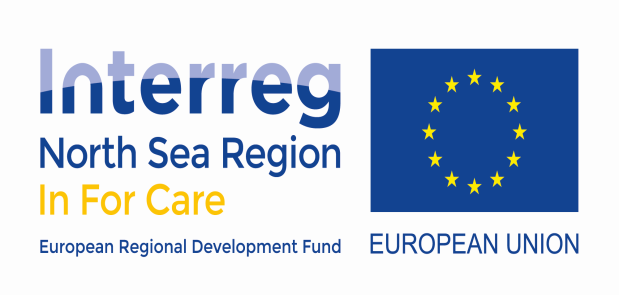 Interreg
North Sea Region
In For Care
European Regional Development Fund
EUROPEAN UNION